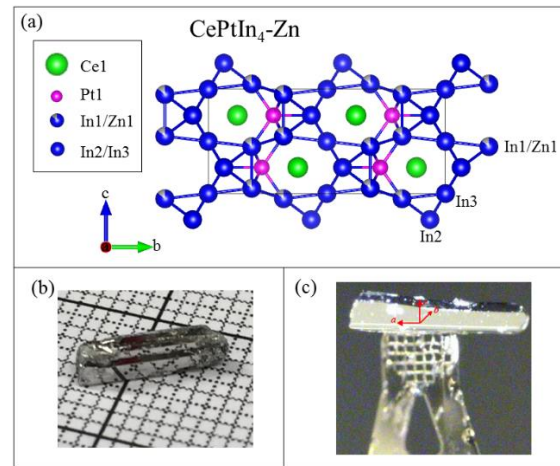 (a)
CePtIn₄-Zn
Ce1
Pt1
In1/Zn1
In2/In3
In1/Zn1
In3
In2
c
a
b
(b)
(c)
a
b